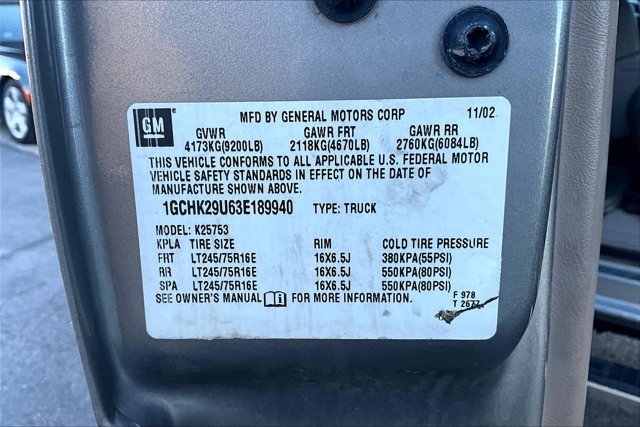 GM
MFD BY GENERAL MOTORS CORP 11/02
GVWR GAWR FRT GAWR RR
4173KG(9200LB) 2118KG(4670LB) 2760KG(6084LB)
THIS VEHICLE CONFORMS TO ALL APPLICABLE U.S. FEDERAL MOTOR
VEHICLE SAFETY STANDARDS IN EFFECT ON THE DATE OF
MANUFACTURE SHOWN ABOVE.
1GCHK29U63E189940 TYPE: TRUCK
MODEL: K25753
KPLA TIRE SIZE RIM COLD TIRE PRESSURE
FRT LT245/75R16E 16X6.5J 380KPA(55PSI)
RR LT245/75R16E 16X6.5J 550KPA(80PSI)
SPA LT245/75R16E 16X6.5J 550KPA(80PSI)
SEE OWNER'S MANUAL FOR MORE INFORMATION.
F 978
T 2677